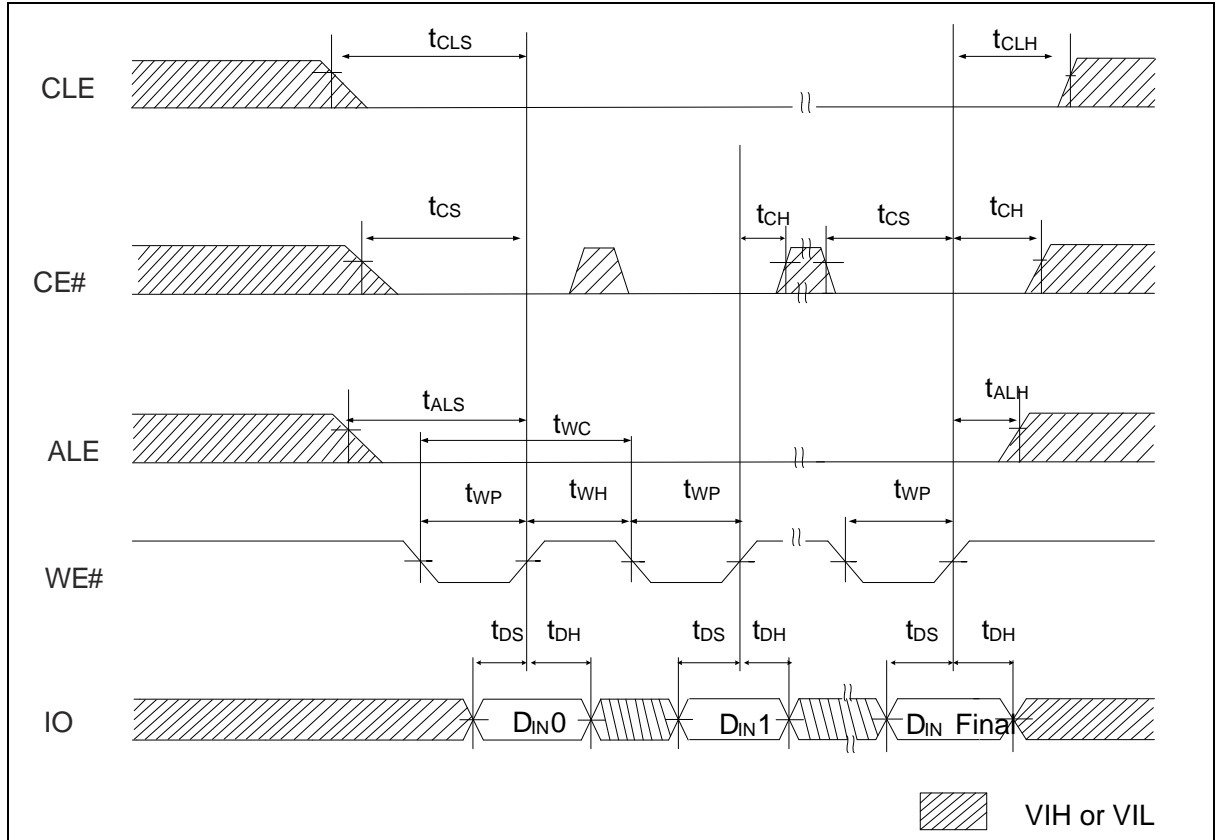 tCLS tCLH
CLE
tCS tCH tCS tCH
CE#
tALS tALH
tWC
ALE
tWP tWH tWP tWP
WE#
tDS tDH tDS tDH tDS tDH
IO DIN0 DIN1 DIN Final
VIH or VIL